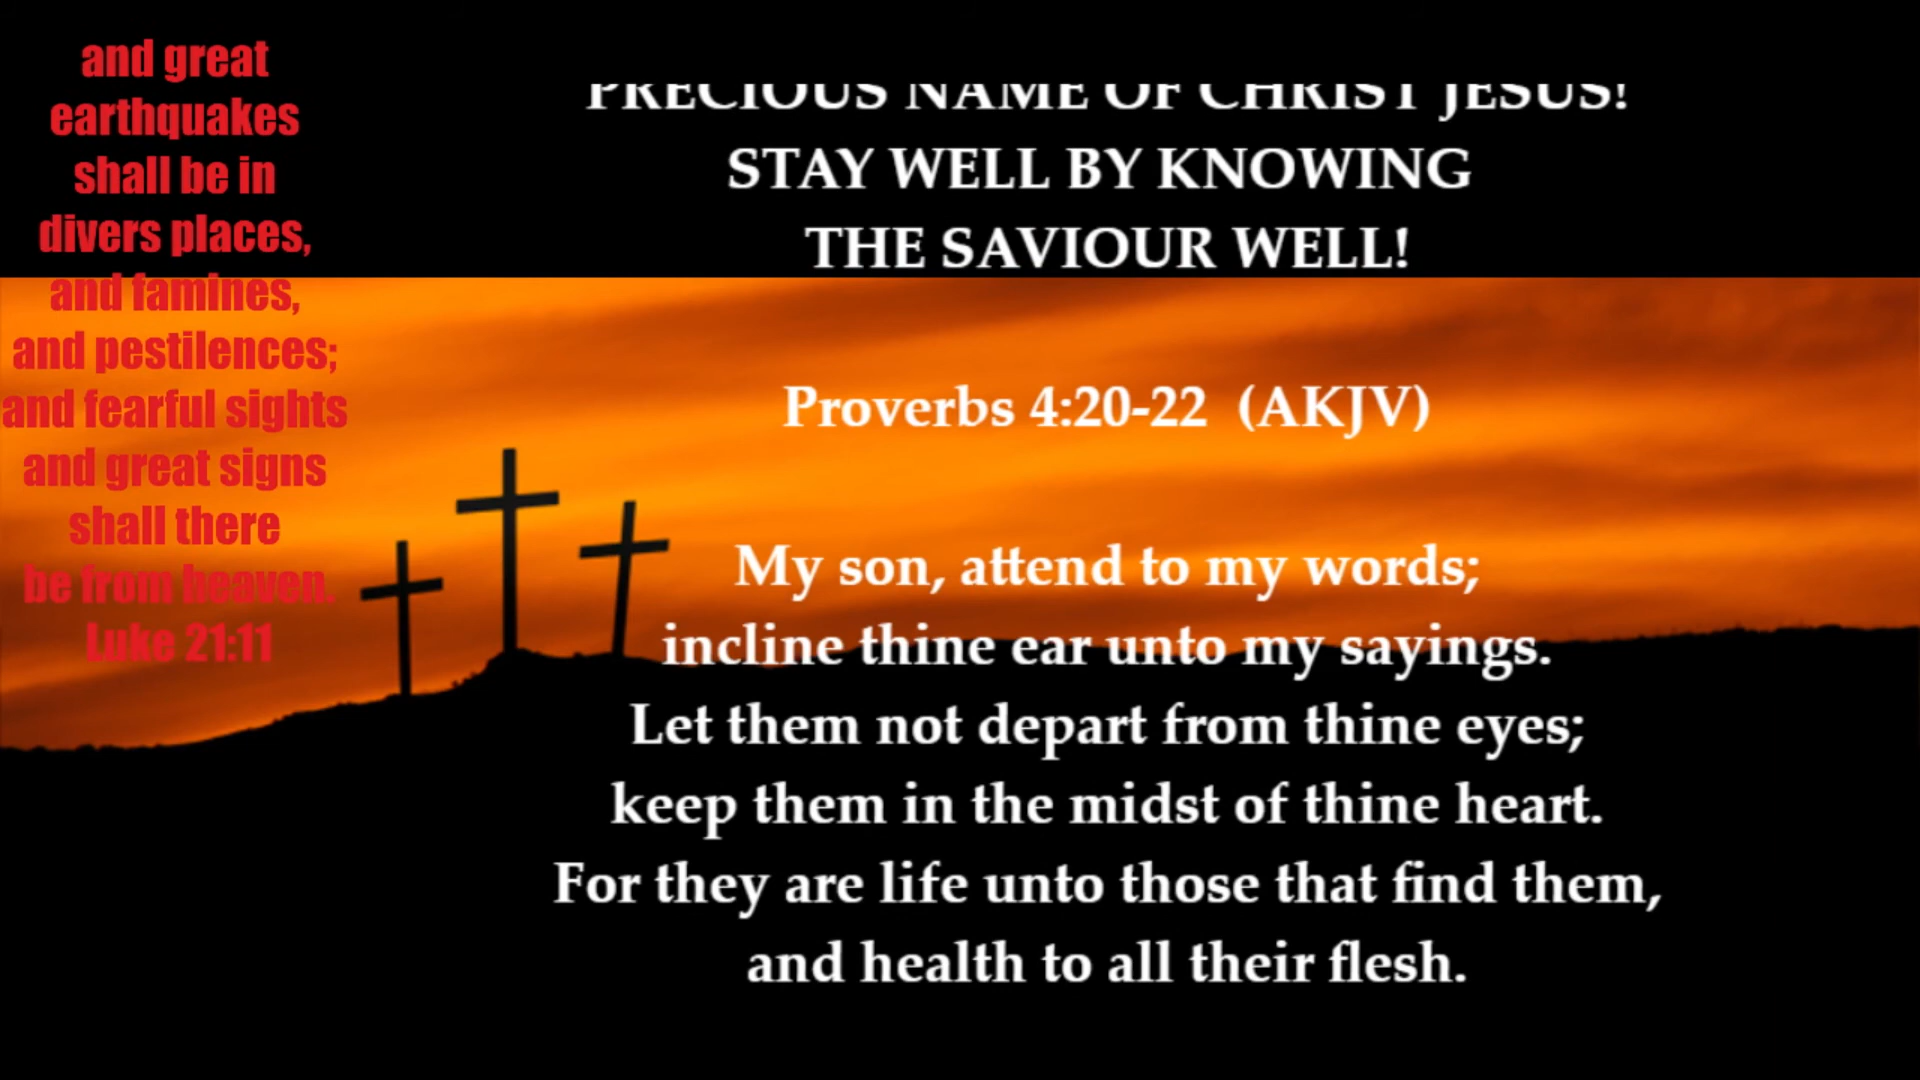 and great
earthquakes
shall be in
divers places,
and famines,
and pestilences;
and fearful sights
and great signs
shall there
be from heaven.
Luke 21:11
PRECIOUS NAME OF CHRIST JESUS!
STAY WELL BY KNOWING
THE SAVIOUR WELL!
Proverbs 4:20-22 (AKJV)
My son, attend to my words;
incline thine ear unto my sayings.
Let them not depart from thine eyes;
keep them in the midst of thine heart.
For they are life unto those that find them,
and health to all their flesh.